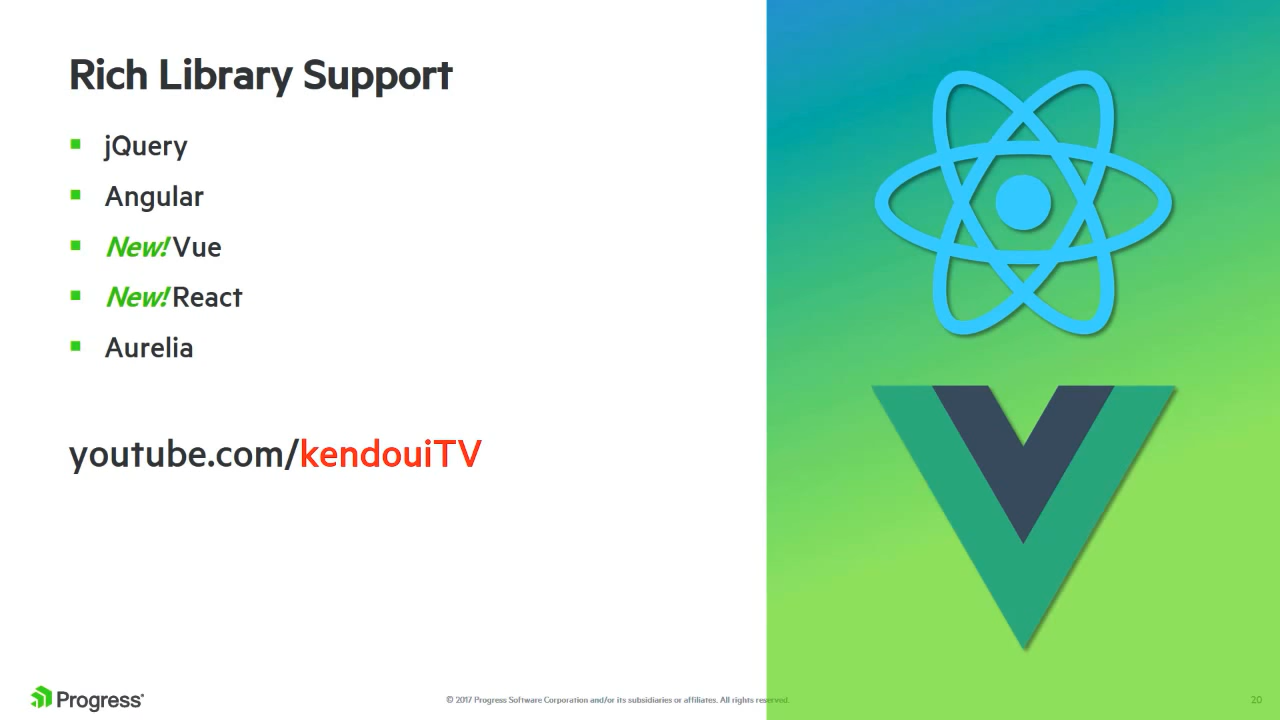 Rich Library Support
jQuery
Angular
New! Vue
New! React
Aurelia
youtube.com/kendouiTV
Progress
© 2017 Progress Software Corporation and/or its subsidiaries or affiliates. All rights reserved.
20